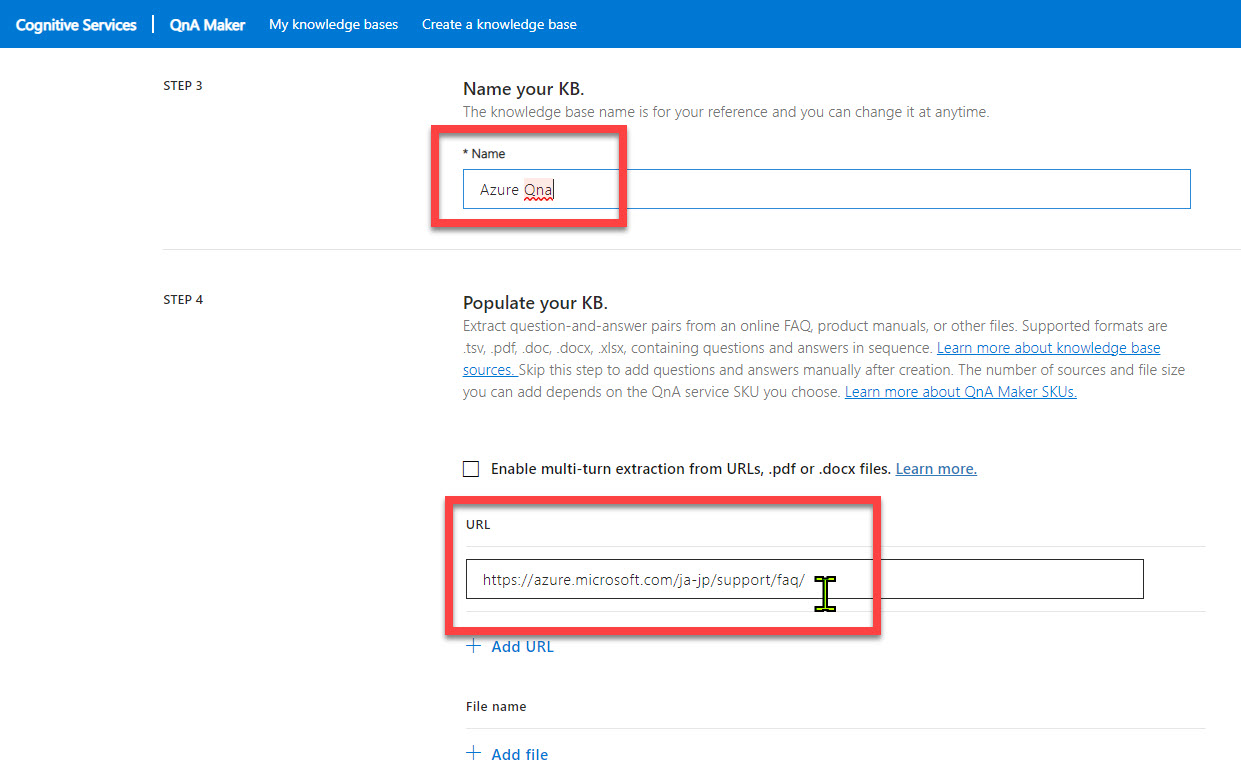 Cognitive Services | QnA Maker My knowledge bases Create a knowledge base
STEP 3
Name your KB.
The knowledge base name is for your reference and you can change it at anytime.
* Name
Azure Qna
STEP 4
Populate your KB.
Extract question-and-answer pairs from an online FAQ, product manuals, or other files. Supported formats are
.tsv, .pdf, .doc, .docx, .xlsx, containing questions and answers in sequence. Learn more about knowledge base
sources. Skip this step to add questions and answers manually after creation. The number of sources and file size
you can add depends on the QnA service SKU you choose. Learn more about QnA Maker SKUs.
Enable multi-turn extraction from URLs, .pdf or .docx files. Learn more.
URL
https://azure.microsoft.com/ja-jp/support/faq/
+ Add URL
File name
+ Add file